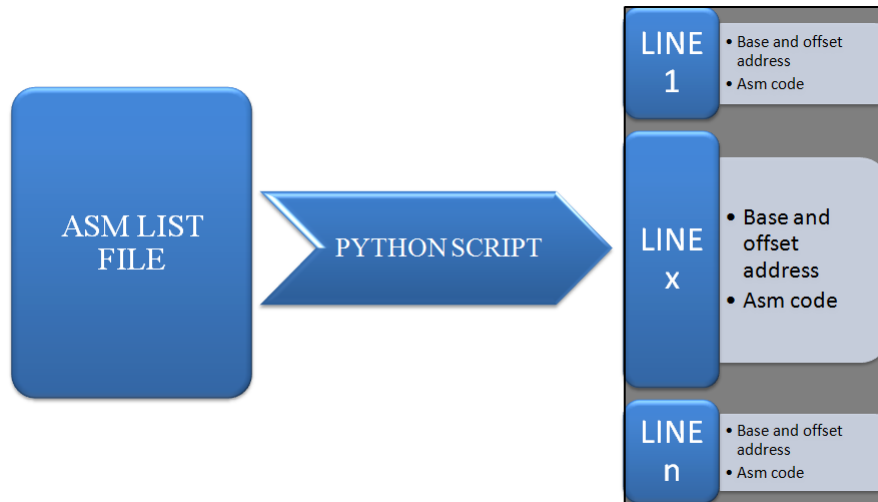 ASM LIST
FILE
PYTHON SCRIPT
LINE
1
• Base and offset
address
• Asm code
LINE
x
• Base and
offset
address
• Asm code
LINE
n
• Base and offset
address
• Asm code